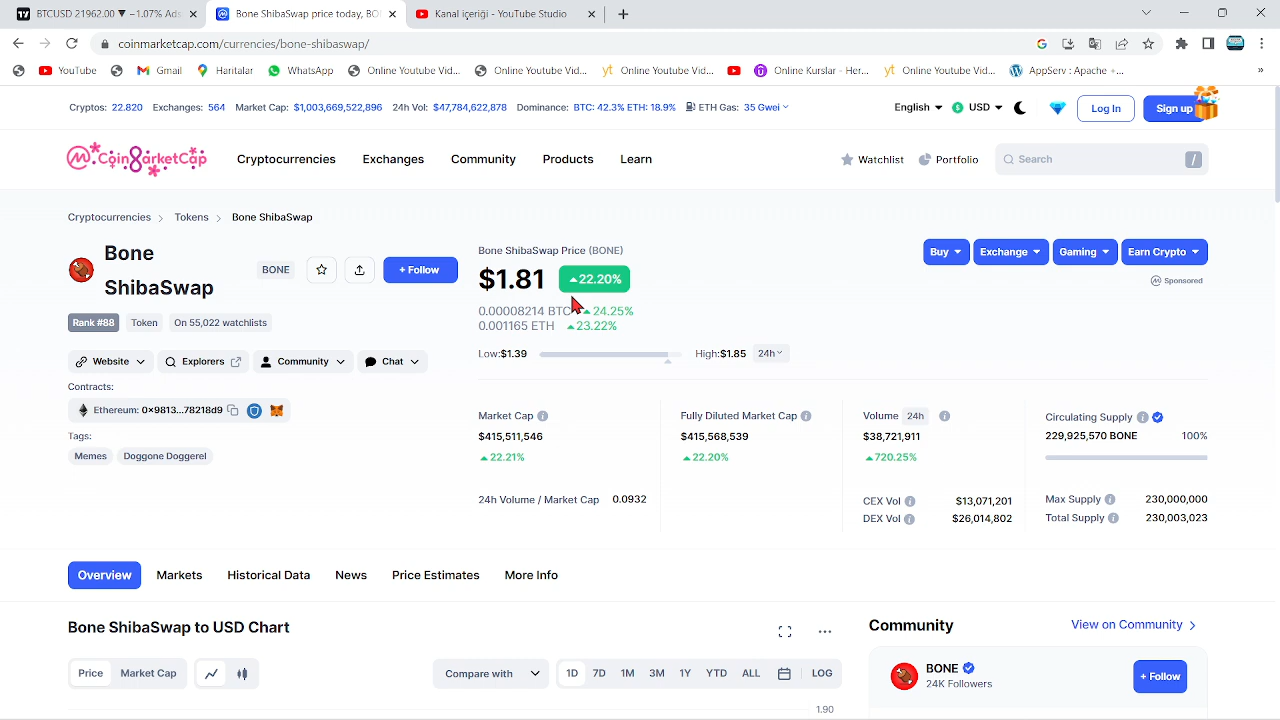 BTCUSD 21962.00 ▼ −1.07% Ads
Bone ShibaSwap price today, BO
Kanal içeriği - YouTube Studio
coinmarketcap.com/currencies/bone-shibaswap/
YouTube
Gmail
Haritalar
WhatsApp
Online Youtube Vid...
Online Youtube Vid...
Online Youtube Vid...
Online Kurslar - Her...
Online Youtube Vid...
AppServ : Apache +...
»
Cryptos: 22.820 Exchanges: 564 Market Cap: $1,003,669,522,896 24h Vol: $47,784,622,878 Dominance: BTC: 42.3% ETH: 18.9% ETH Gas: 35 Gwei
English USD Log In Sign up
CoinMarketCap
Cryptocurrencies Exchanges Community Products Learn
Watchlist Portfolio Search /
Cryptocurrencies > Tokens > Bone ShibaSwap
Bone
ShibaSwap
BONE
+ Follow
Rank #88 Token On 55,022 watchlists
Website Explorers Community Chat
Contracts:
Ethereum: 0x9813...78218d9
Tags:
Memes Doggone Doggerel
Bone ShibaSwap Price (BONE)
$1.81 22.20%
0.00008214 BTC 24.25%
0.001165 ETH 23.22%
Low:$1.39 High:$1.85 24h
Buy Exchange Gaming Earn Crypto
Sponsored
Market Cap
$415,511,546
22.21%
24h Volume / Market Cap 0.0932
Fully Diluted Market Cap
$415,568,539
22.20%
Volume 24h
$38,721,911
720.25%
CEX Vol $13,071,201
DEX Vol $26,014,802
Circulating Supply
229,925,570 BONE 100%
Max Supply 230,000,000
Total Supply 230,003,023
Overview Markets Historical Data News Price Estimates More Info
Bone ShibaSwap to USD Chart
Price Market Cap
Compare with
1D 7D 1M 3M 1Y YTD ALL LOG
1.90
Community
View on Community >
BONE
24K Followers
+ Follow